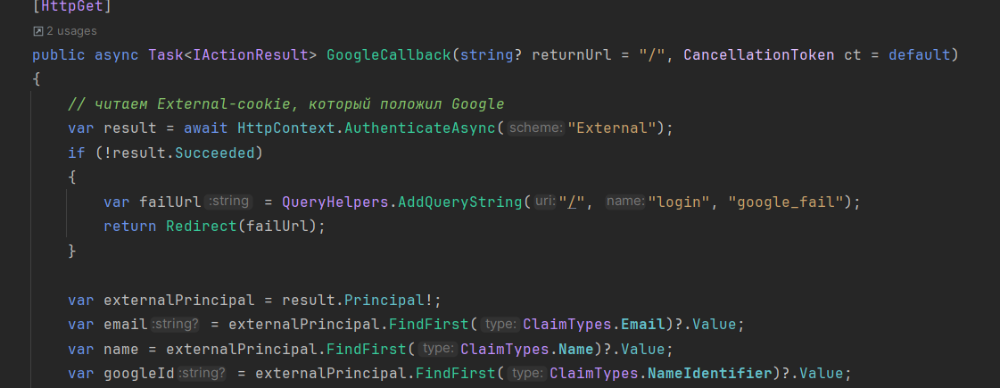 [HttpGet]
2 usages
public async Task<IActionResult> GoogleCallback(string? returnUrl = "/", CancellationToken ct = default)
{
// читаем External-cookie, который положил Google
var result = await HttpContext.AuthenticateAsync(scheme:"External");
if (!result.Succeeded)
{
var failUrl:string = QueryHelpers.AddQueryString(uri:"/", name:"login", "google_fail");
return Redirect(failUrl);
}
var externalPrincipal = result.Principal!;
var email:string? = externalPrincipal.FindFirst(type:ClaimTypes.Email)?.Value;
var name = externalPrincipal.FindFirst(type:ClaimTypes.Name)?.Value;
var googleId:string? = externalPrincipal.FindFirst(type:ClaimTypes.NameIdentifier)?.Value;